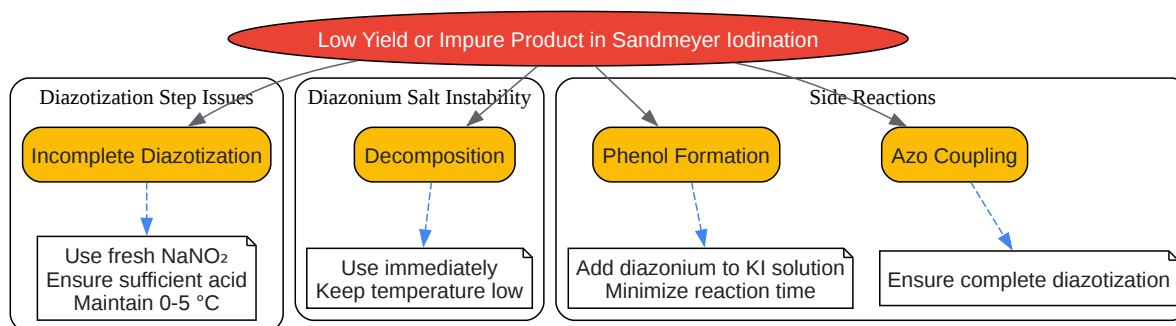 Low Yield or Impure Product in Sandmeyer Iodination
Diazotization Step Issues
Incomplete Diazotization
Use fresh NaNO₂
Ensure sufficient acid
Maintain 0-5 °C
Diazonium Salt Instability
Decomposition
Use immediately
Keep temperature low
Side Reactions
Phenol Formation
Add diazonium to KI solution
Minimize reaction time
Azo Coupling
Ensure complete diazotization